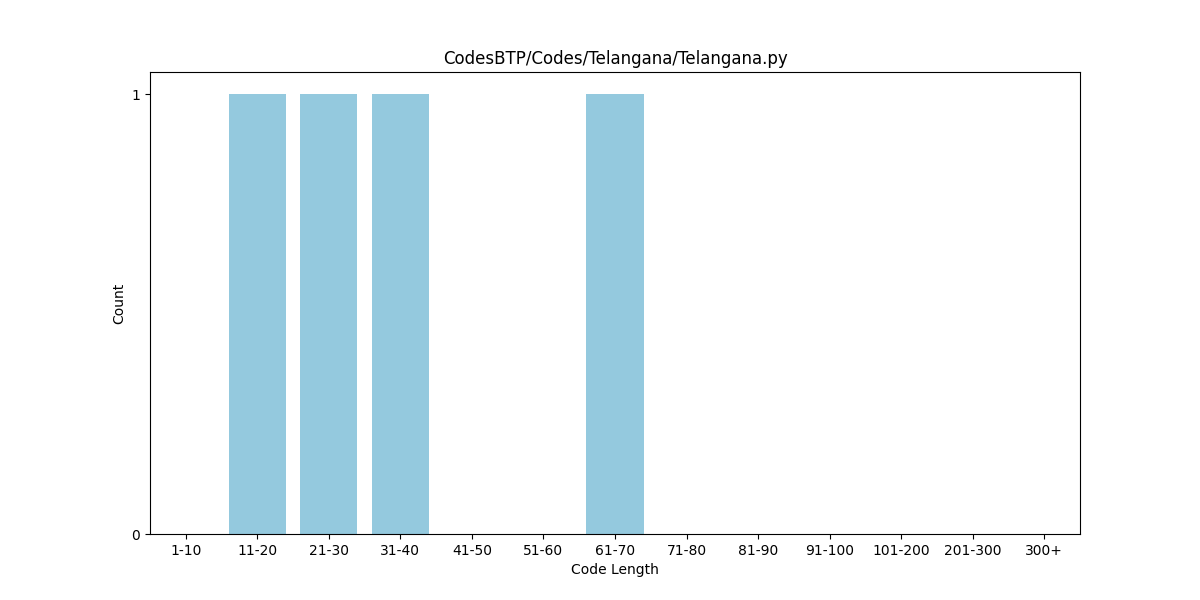 CodesBTP/Codes/Telangana/Telangana.py
1
Count
0
1-10 11-20 21-30 31-40 41-50 51-60 61-70 71-80 81-90 91-100 101-200 201-300 300+
Code Length